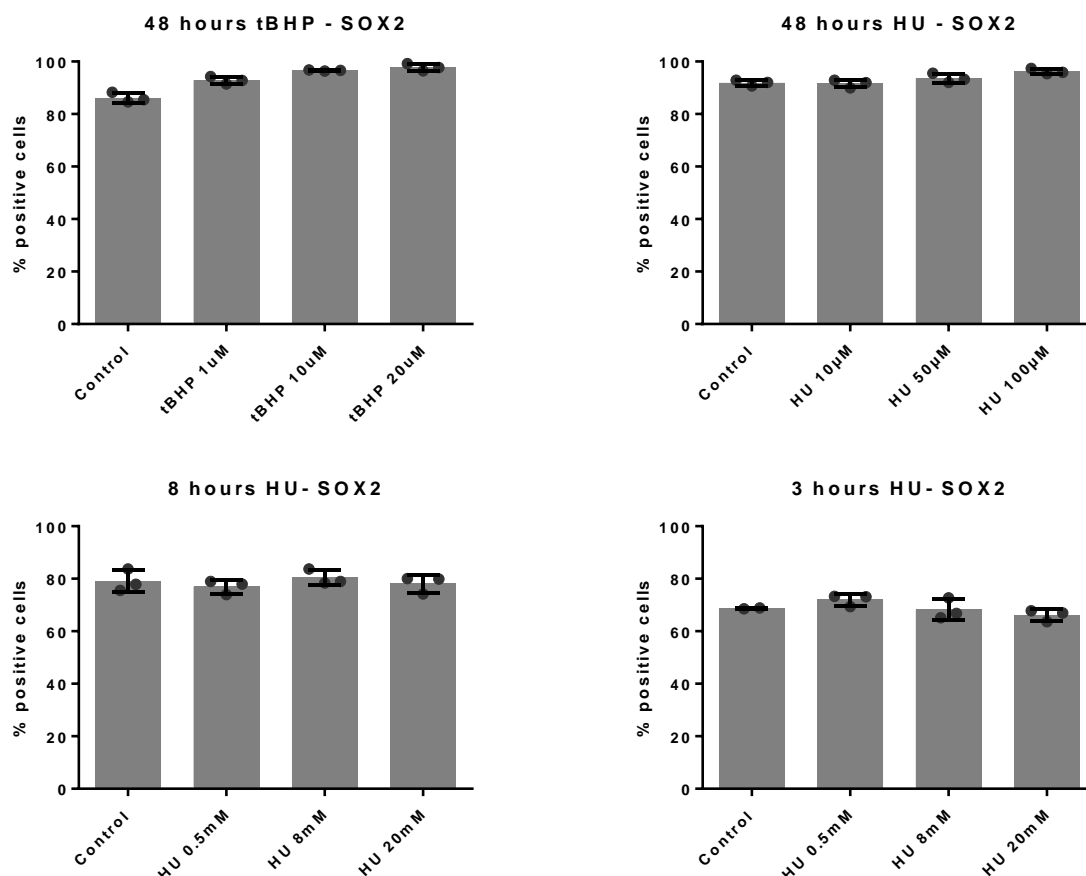 48 hours tBHP - SOX2
% positive cells
100
80
60
40
20
0
Control
tBHP 1uM
tBHP 10uM
tBHP 20uM
48 hours HU - SOX2
% positive cells
100
80
60
40
20
0
Control
HU 10µM
HU 50µM
HU 100µM
8 hours HU- SOX2
% positive cells
100
80
60
40
20
0
Control
HU 0.5mM
HU 8mM
HU 20mM
3 hours HU- SOX2
% positive cells
100
80
60
40
20
0
Control
HU 0.5mM
HU 8mM
HU 20mM